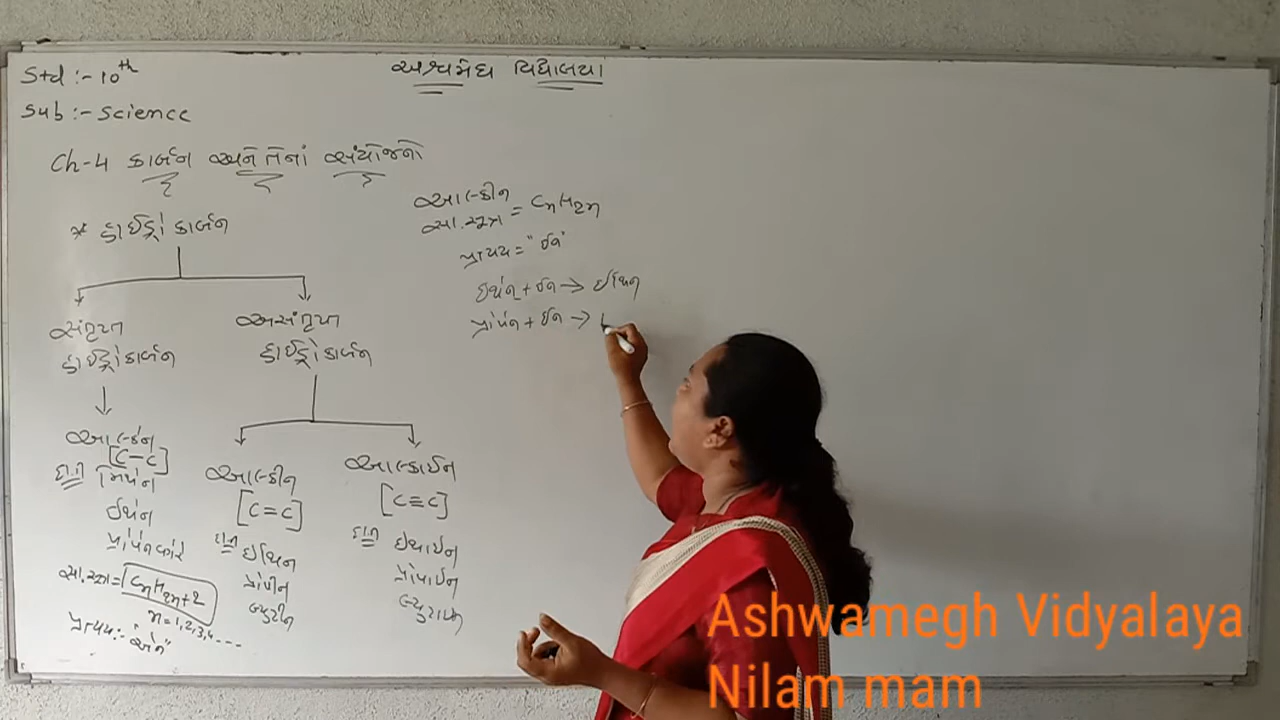 Std :- 10th
Sub :- Science
અશ્વમેઘ વિદ્યાલયા
Ch-4 કાર્બન અને તેનાં સંયોજનો
* હાઈડ્રોકાર્બન
સંતૃપ્ત
હાઈડ્રોકાર્બન
અસંતૃપ્ત
હાઈડ્રોકાર્બન
આલ્કેન
[C-C]
દા.ત મિથેન
ઈથેન
પ્રોપેન વગેરે
સા.સૂત્ર = CnH2n+2
n = 1,2,3,4 ----
પ્રત્યય :- "એન"
આલ્કીન
[C=C]
દા.ત ઈથિન
પ્રોપીન
બ્યુટીન
આલ્કાઈન
[C≡C]
દા.ત ઈથાઈન
પ્રોપાઈન
બ્યુટાઈન
આલ્કીન
સા.સૂત્ર = CnH2n
પ્રત્યય = "ઈન"
ઈથેન + ઈન → ઈથિન
પ્રોપેન + ઈન →
Ashwamegh Vidyalaya
Nilam mam